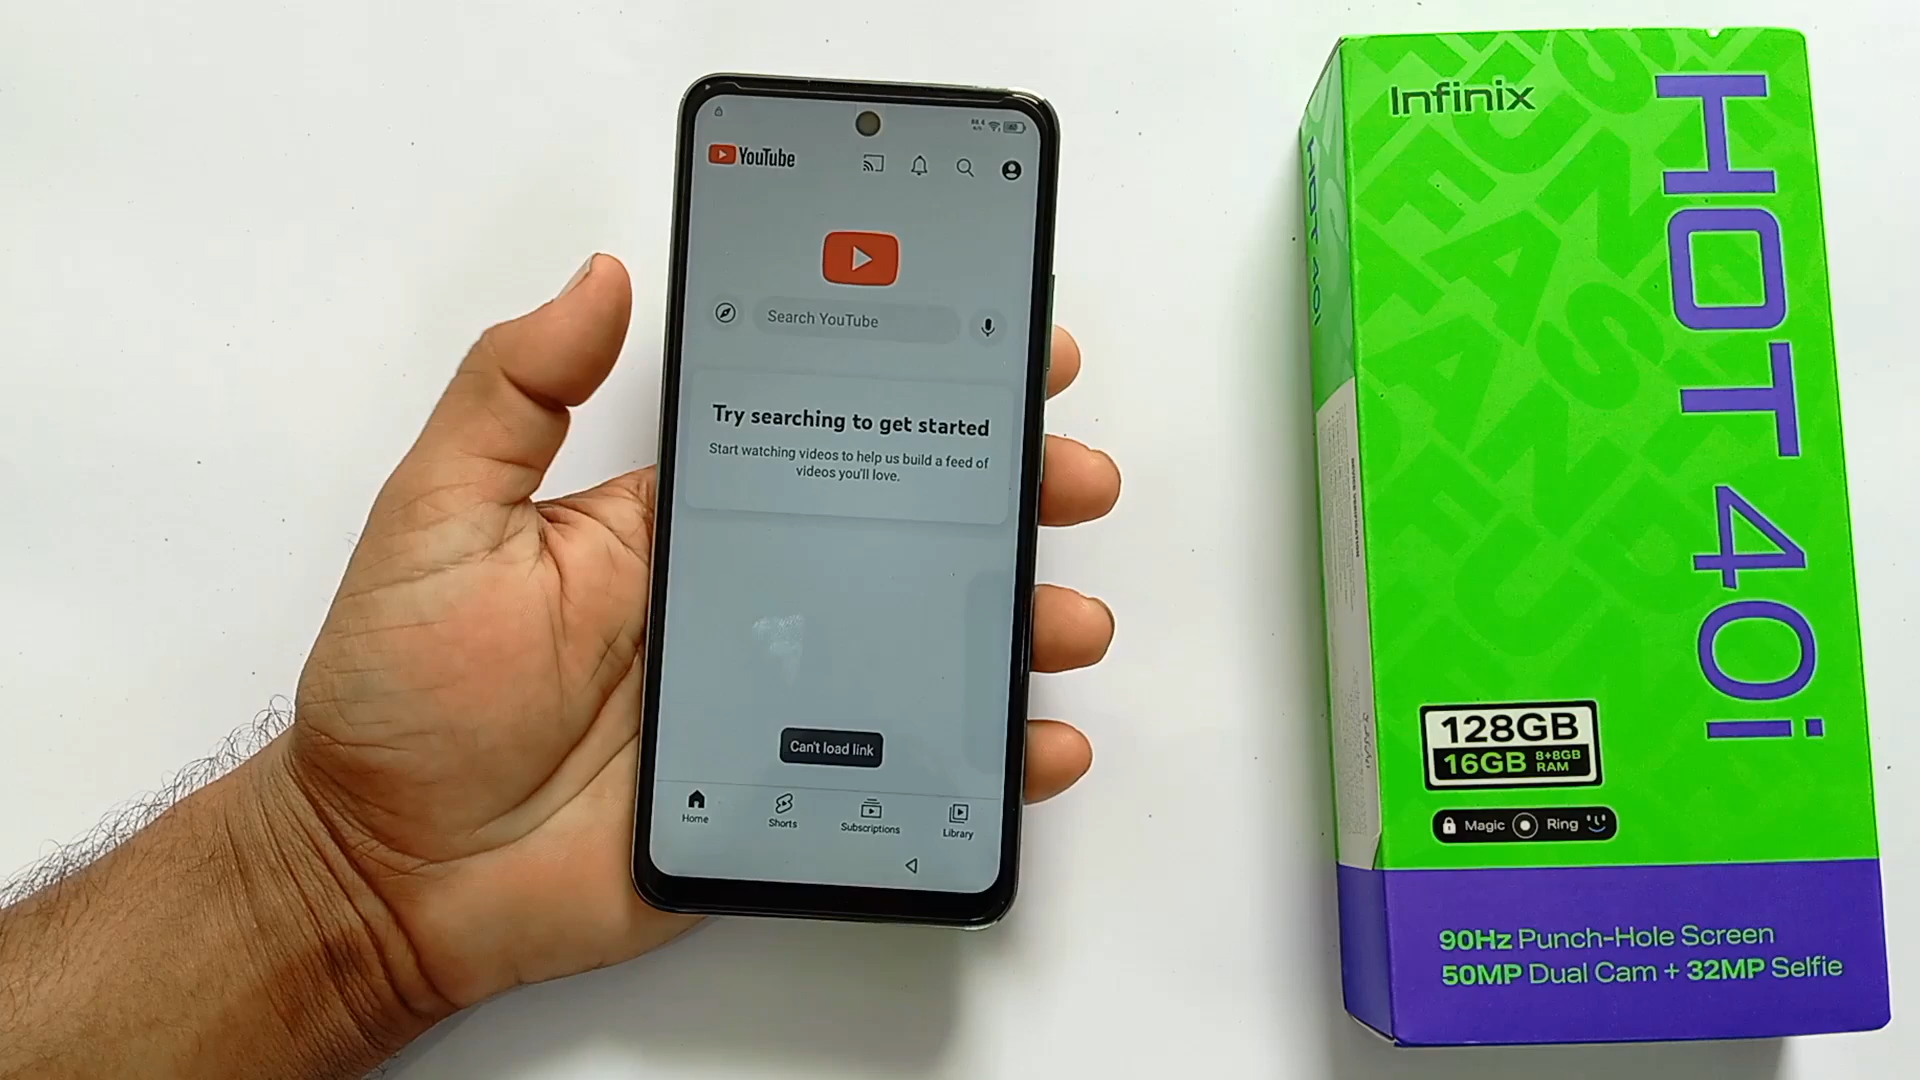 YouTube
Search YouTube
Try searching to get started
Start watching videos to help us build a feed of
videos you'll love.
Can't load link
Home
Shorts
Subscriptions
Library
Infinix
HOT 40i
HOT 40i
128GB
16GB 8+8GB
RAM
Magic Ring
90Hz Punch-Hole Screen
50MP Dual Cam + 32MP Selfie